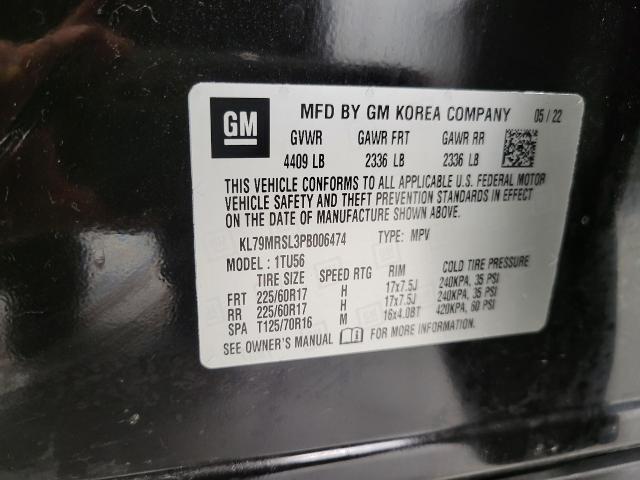 GM
MFD BY GM KOREA COMPANY 05 / 22
GVWR GAWR FRT GAWR RR
4409 LB 2336 LB 2336 LB
THIS VEHICLE CONFORMS TO ALL APPLICABLE U.S. FEDERAL MOTOR
VEHICLE SAFETY AND THEFT PREVENTION STANDARDS IN EFFECT
ON THE DATE OF MANUFACTURE SHOWN ABOVE.
KL79MRSL3PB006474 TYPE: MPV
MODEL : 1TU56
TIRE SIZE SPEED RTG RIM COLD TIRE PRESSURE
FRT 225/60R17 H 17x7.5J 240KPA, 35 PSI
RR 225/60R17 H 17x7.5J 240KPA, 35 PSI
SPA T125/70R16 M 16x4.0BT 420KPA, 60 PSI
SEE OWNER'S MANUAL FOR MORE INFORMATION.